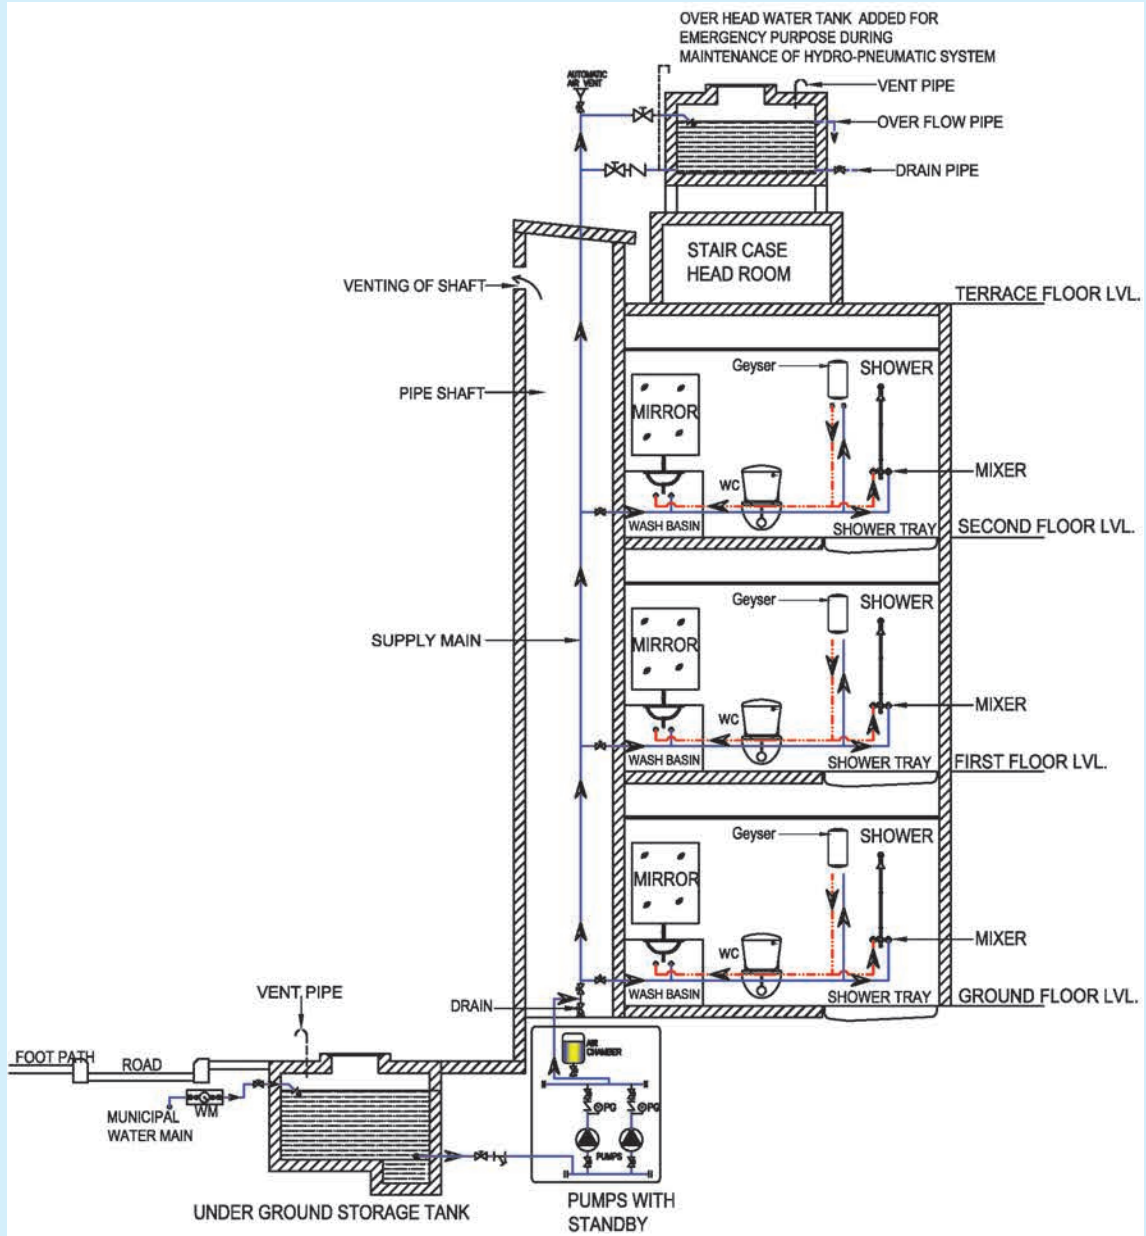 OVER HEAD WATER TANK ADDED FOR
EMERGENCY PURPOSE DURING
MAINTENANCE OF HYDRO-PNEUMATIC SYSTEM
AUTOMATIC
AIR VENT
VENT PIPE
OVER FLOW PIPE
DRAIN PIPE
STAIR CASE
HEAD ROOM
VENTING OF SHAFT
TERRACE FLOOR LVL.
PIPE SHAFT
Geyser
SHOWER
MIRROR
MIXER
WC
WASH BASIN
SHOWER TRAY
SECOND FLOOR LVL.
Geyser
SHOWER
SUPPLY MAIN
MIRROR
MIXER
WC
WASH BASIN
SHOWER TRAY
FIRST FLOOR LVL.
Geyser
SHOWER
MIRROR
MIXER
WC
WASH BASIN
SHOWER TRAY
GROUND FLOOR LVL.
VENT PIPE
DRAIN
AIR
CHAMBER
FOOT PATH
ROAD
WM
MUNICIPAL
WATER MAIN
PG
PG
PUMPS
UNDER GROUND STORAGE TANK
PUMPS WITH
STANDBY